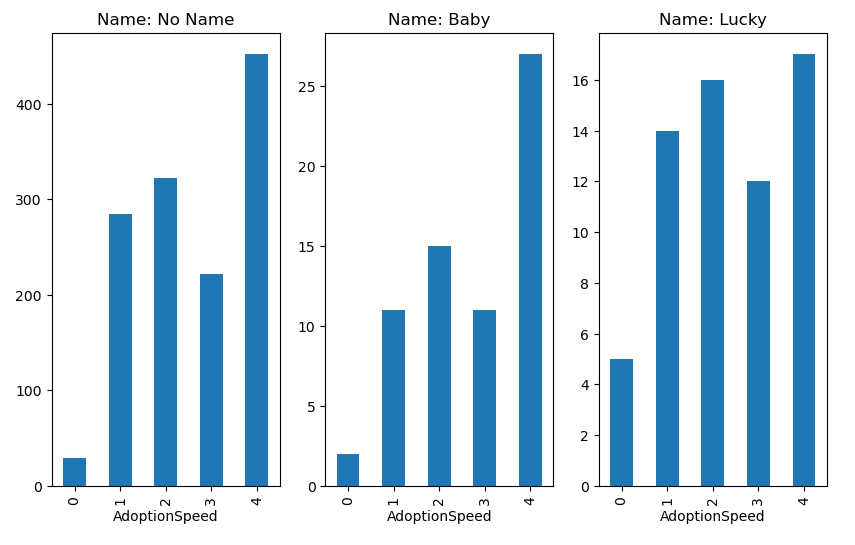 Name: No Name
400
300
200
100
0
0 1 2 3 4
AdoptionSpeed
Name: Baby
25
20
15
10
5
0
0 1 2 3 4
AdoptionSpeed
Name: Lucky
16
14
12
10
8
6
4
2
0
0 1 2 3 4
AdoptionSpeed